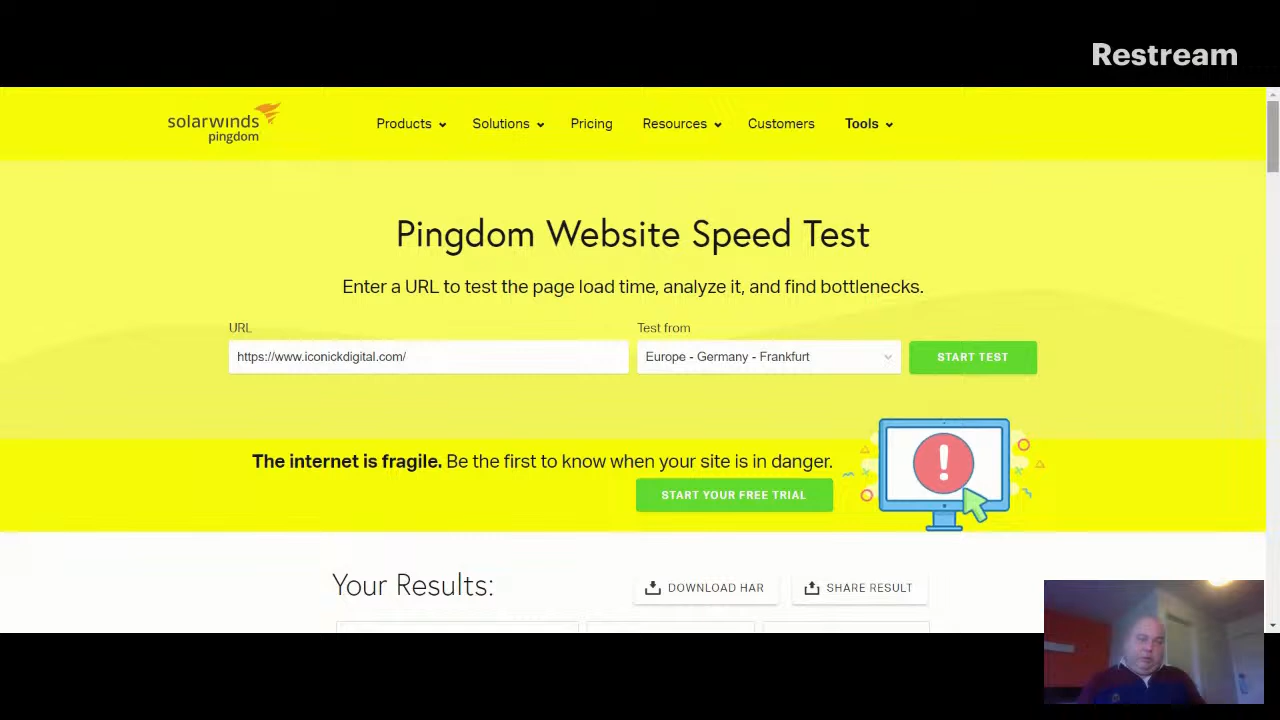 Restream
solarwinds
pingdom
Products
Solutions
Pricing
Resources
Customers
Tools
Pingdom Website Speed Test
Enter a URL to test the page load time, analyze it, and find bottlenecks.
URL
Test from
https://www.iconickdigital.com/
Europe - Germany - Frankfurt
START TEST
The internet is fragile. Be the first to know when your site is in danger.
START YOUR FREE TRIAL
!
Your Results:
DOWNLOAD HAR
SHARE RESULT